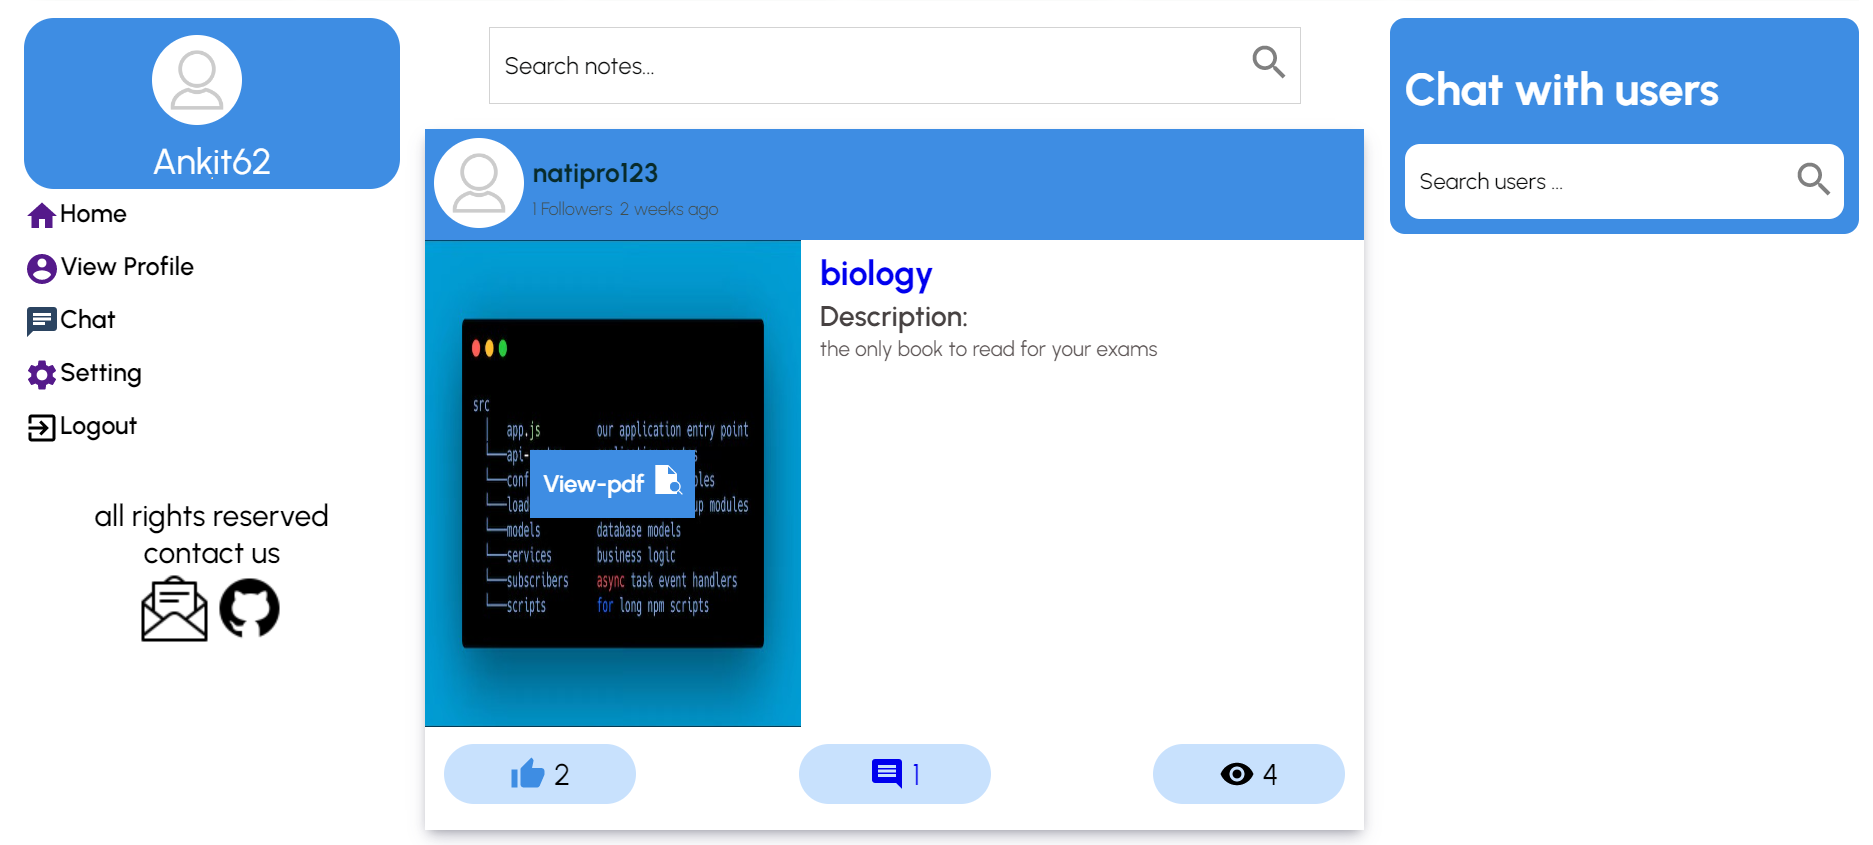 Ankit62
Home
View Profile
Chat
Setting
Logout
all rights reserved
contact us
Search notes...
natipro123
1 Followers 2 weeks ago
src
app.js our application entry point
api-
conf
load up modules
models database models
services business logic
subscribers async task event handlers
scripts for long npm scripts
View-pdf
biology
Description:
the only book to read for your exams
2
1
4
Chat with users
Search users ...